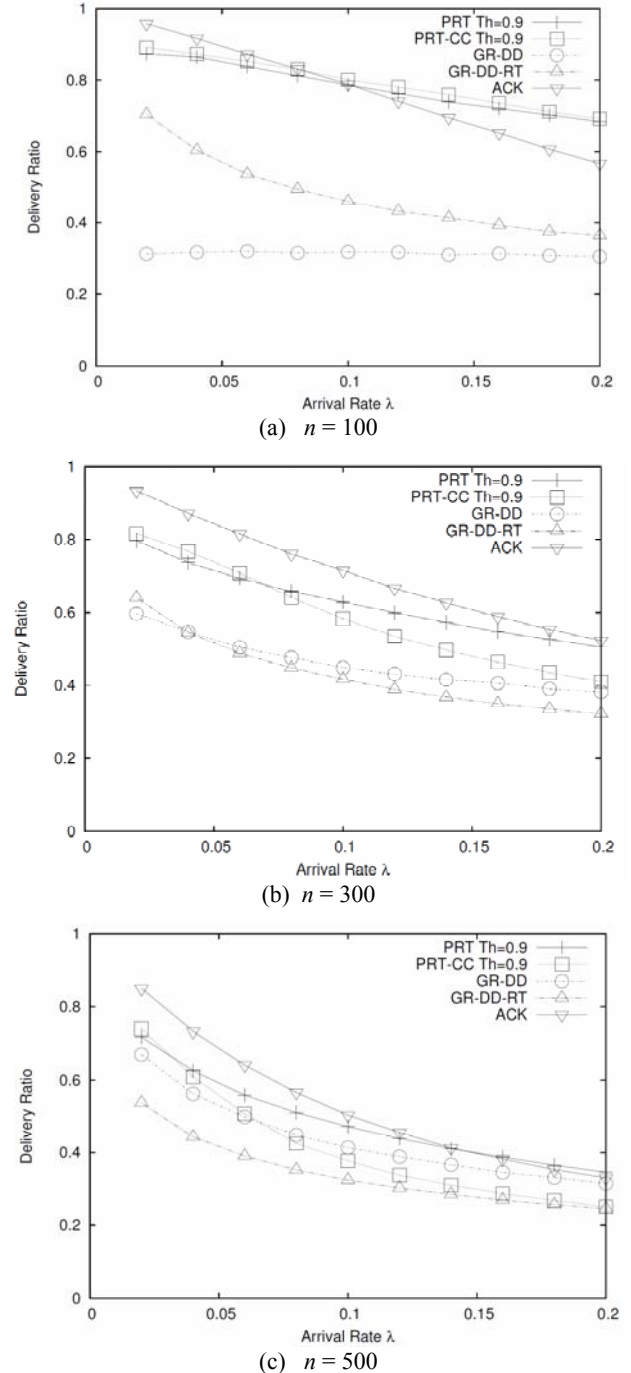 PRT Th=0.9
PRT-CC Th=0.9
GR-DD
GR-DD-RT
ACK
1
0.8
0.6
0.4
0.2
0
Delivery Ratio
0 0.05 0.1 0.15 0.2
Arrival Rate λ
(a) n = 100
PRT Th=0.9
PRT-CC Th=0.9
GR-DD
GR-DD-RT
ACK
1
0.8
0.6
0.4
0.2
0
Delivery Ratio
0 0.05 0.1 0.15 0.2
Arrival Rate λ
(b) n = 300
PRT Th=0.9
PRT-CC Th=0.9
GR-DD
GR-DD-RT
ACK
1
0.8
0.6
0.4
0.2
0
Delivery Ratio
0 0.05 0.1 0.15 0.2
Arrival Rate λ
(c) n = 500